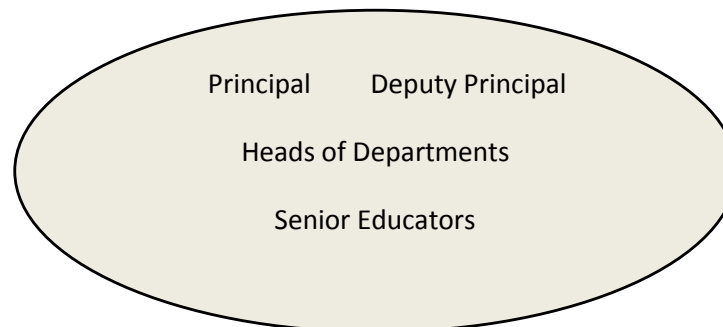 Principal Deputy Principal
Heads of Departments
Senior Educators